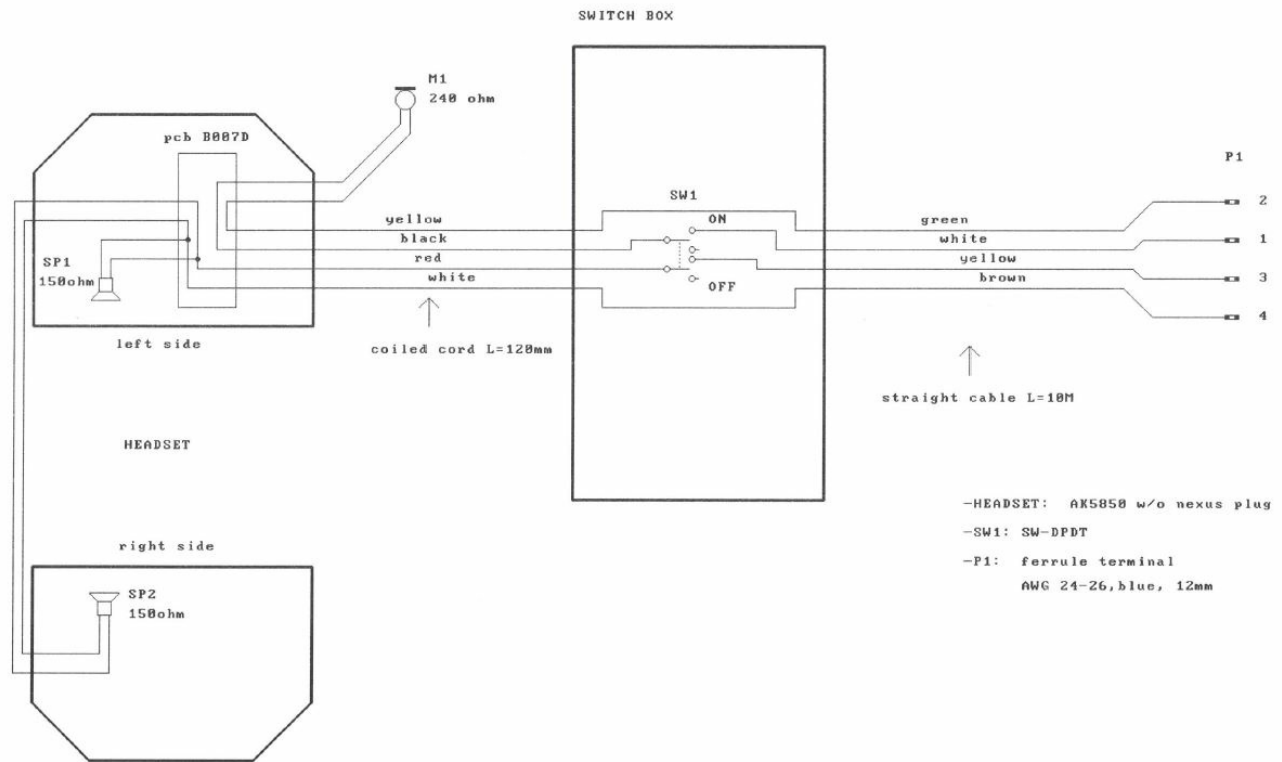 SWITCH BOX
M1
240 ohm
pcb B007D
P1
SW1
ON
OFF
yellow
black
red
white
green
white
yellow
brown
2
1
3
4
SP1
150ohm
left side
coiled cord L=120mm
straight cable L=10M
HEADSET
right side
SP2
150ohm
-HEADSET: AK5850 w/o nexus plug
-SW1: SW-DPDT
-P1: ferrule terminal
AWG 24-26,blue, 12mm